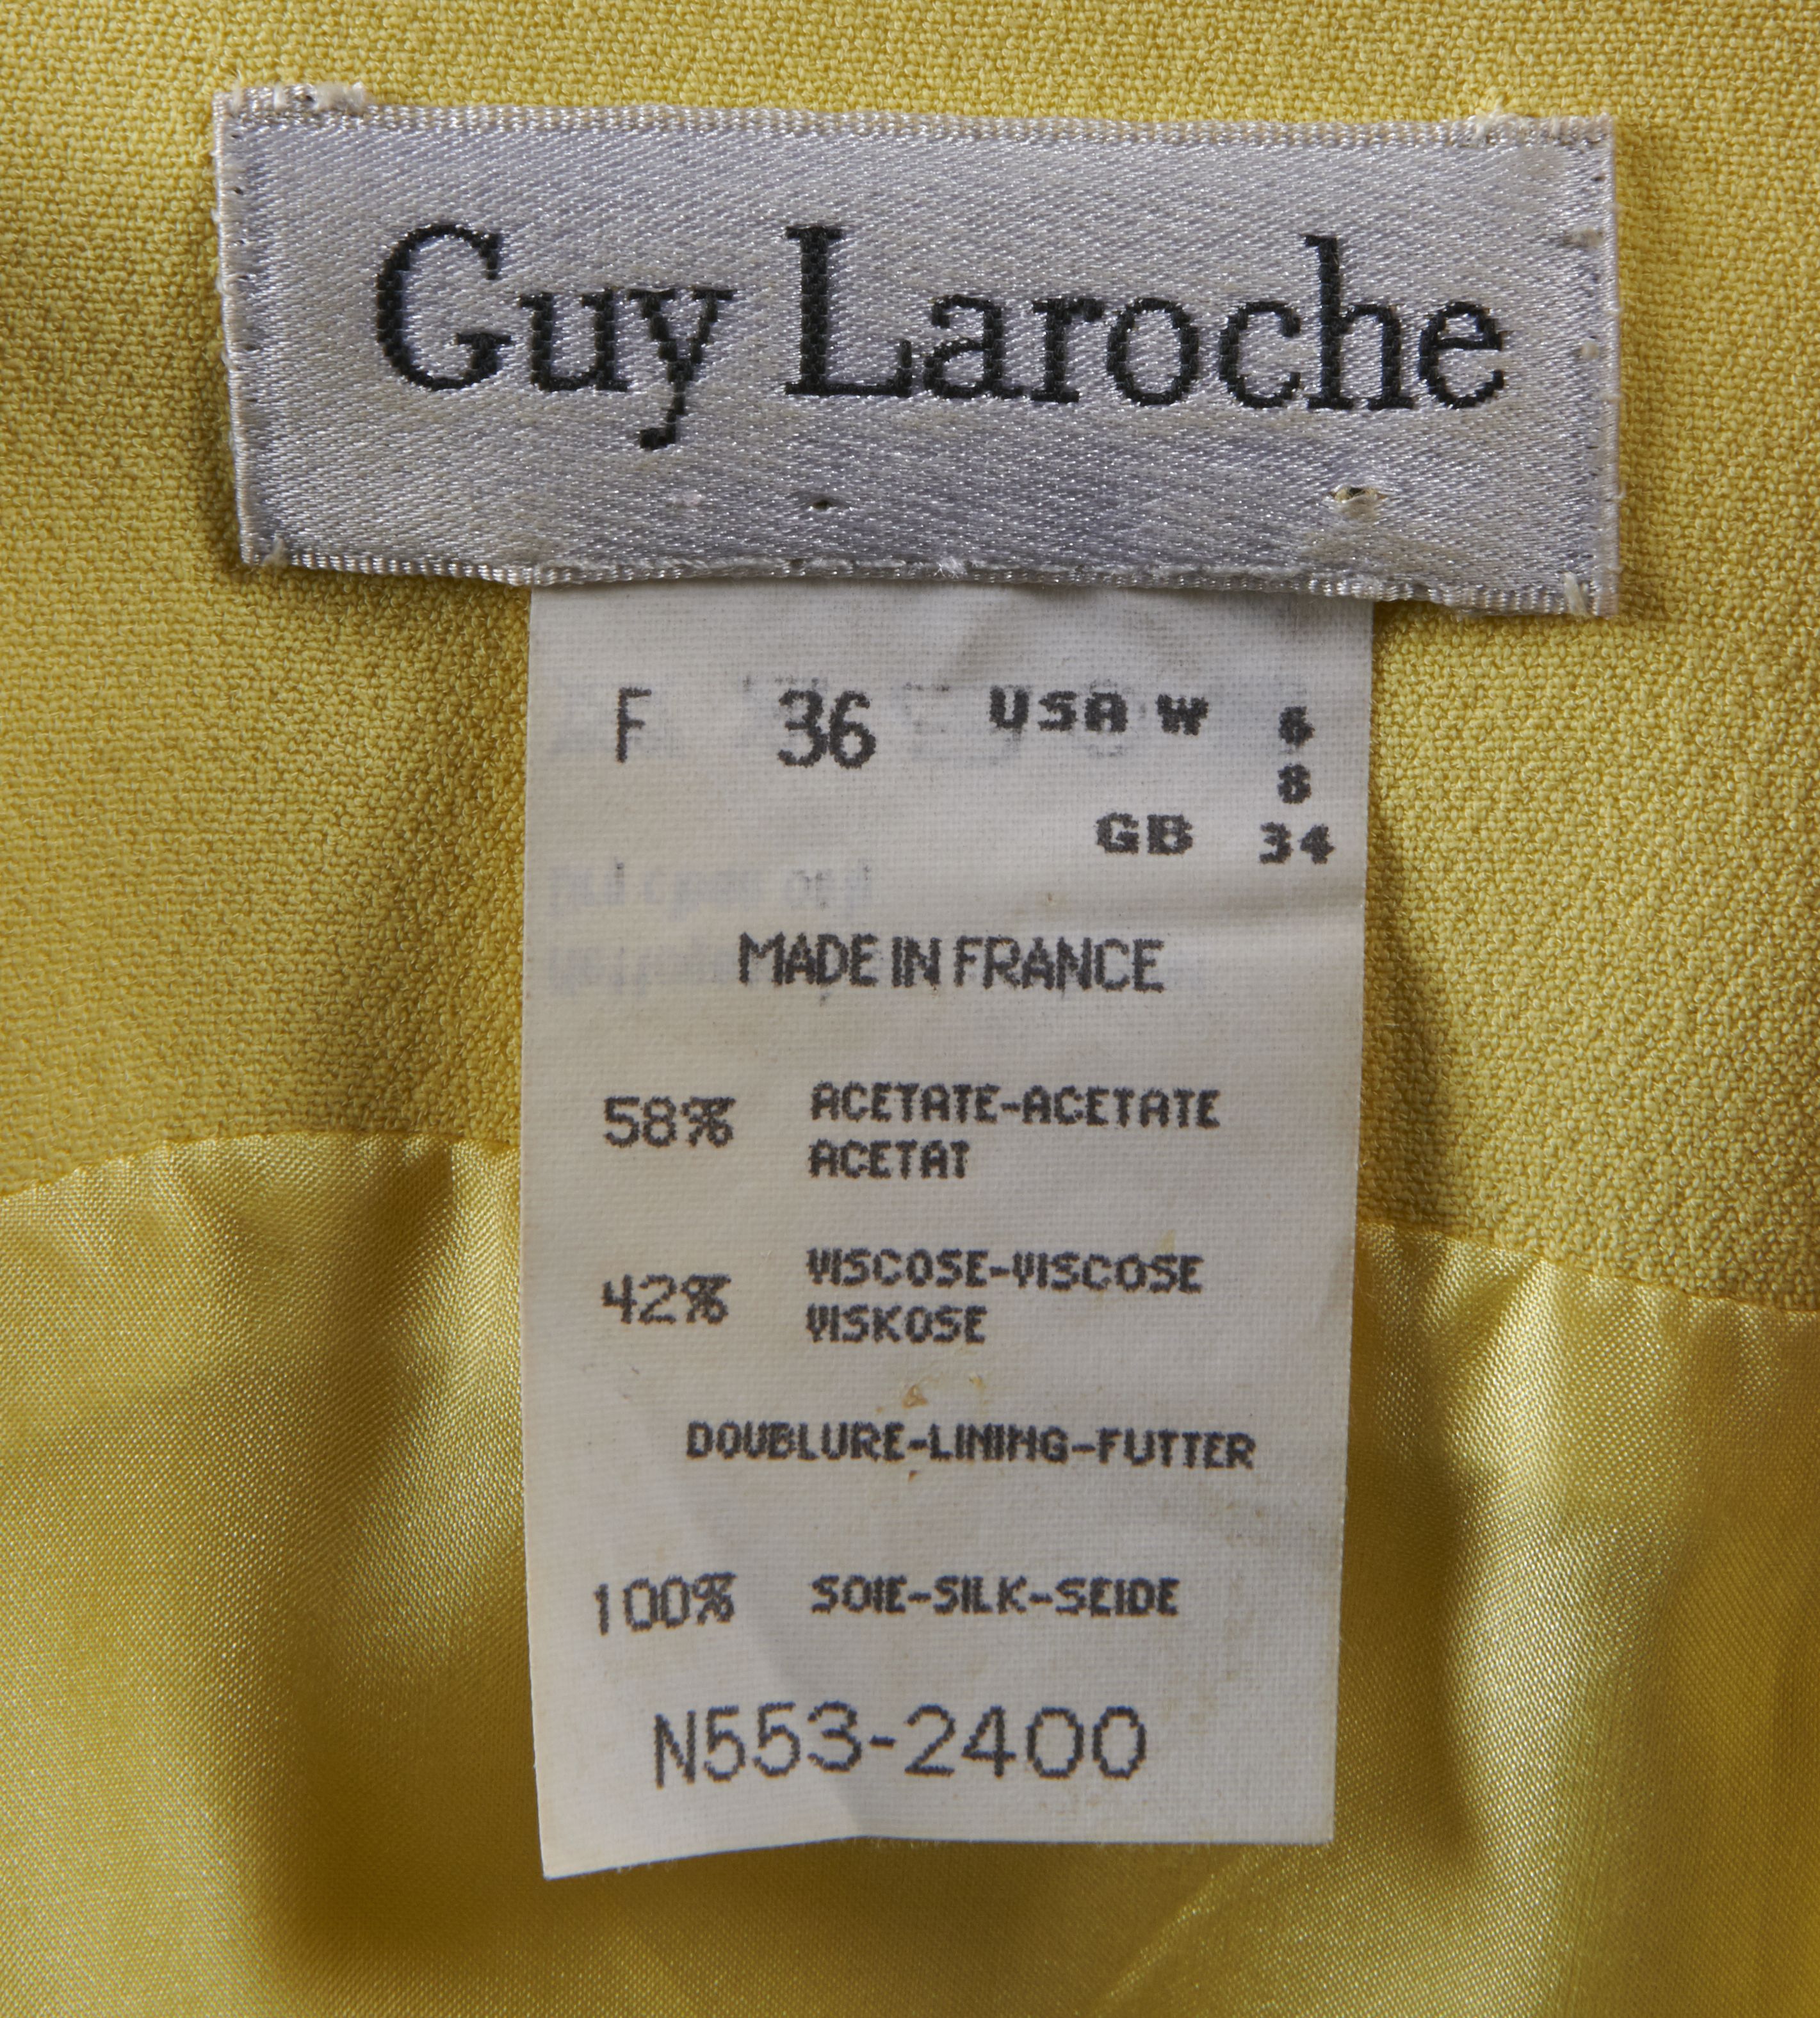 Guy Laroche
F 36 USA W 6
8
GB 34
MADE IN FRANCE
58% ACETATE-ACETATE
ACETAT
42% VISCOSE-VISCOSE
VISKOSE
DOUBLURE-LINING-FUTTER
100% SOIE-SILK-SEIDE
N553-2400